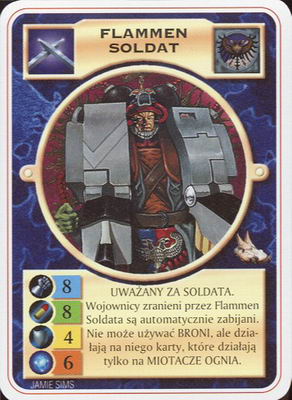 FLAMMEN
SOLDAT
8
8
4
6
UWAŻANY ZA SOLDATA.
Wojownicy zranieni przez Flammen
Soldata są automatycznie zabijani.
Nie może używać BRONI, ale dzia-
łają na niego karty, które działają
tylko na MIOTACZE OGNIA.
JAMIE SIMS